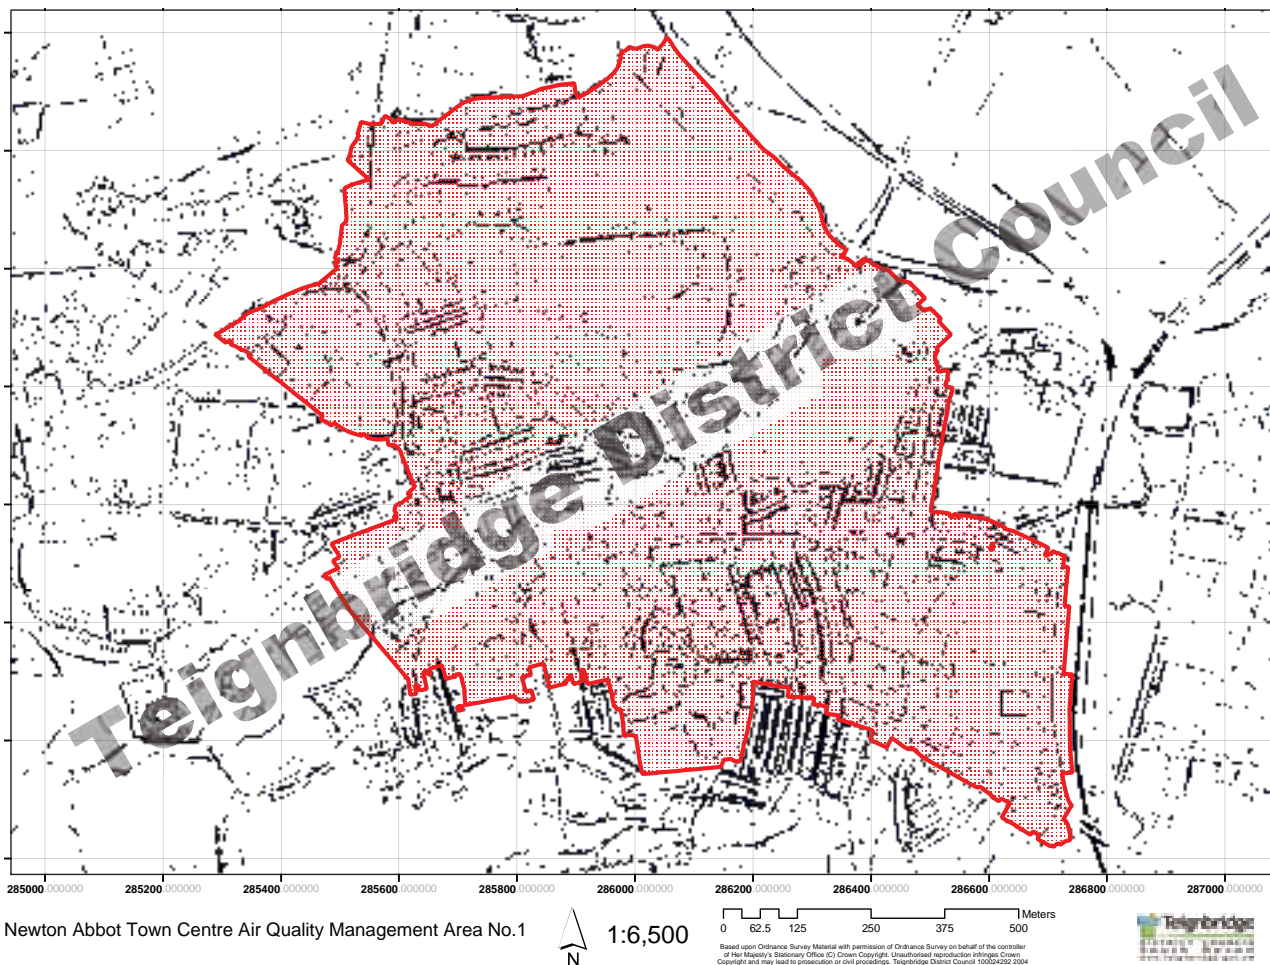 Teignbridge District Council
285000.000000 285200.000000 285400.000000 285600.000000 285800.000000 286000.000000 286200.000000 286400.000000 286600.000000 286800.000000 287000.000000
Newton Abbot Town Centre Air Quality Management Area No.1
N
1:6,500
Meters
0 62.5 125 250 375 500
Based upon Ordnance Survey Material with permission of Ordnance Survey on behalf of the controller
of Her Majesty's Stationary Office (C) Crown Copyright. Unauthorised reproduction infringes Crown
Copyright and may lead to prosecution or civil procedings. Teignbridge District Council 100024292 2004
Teignbridge